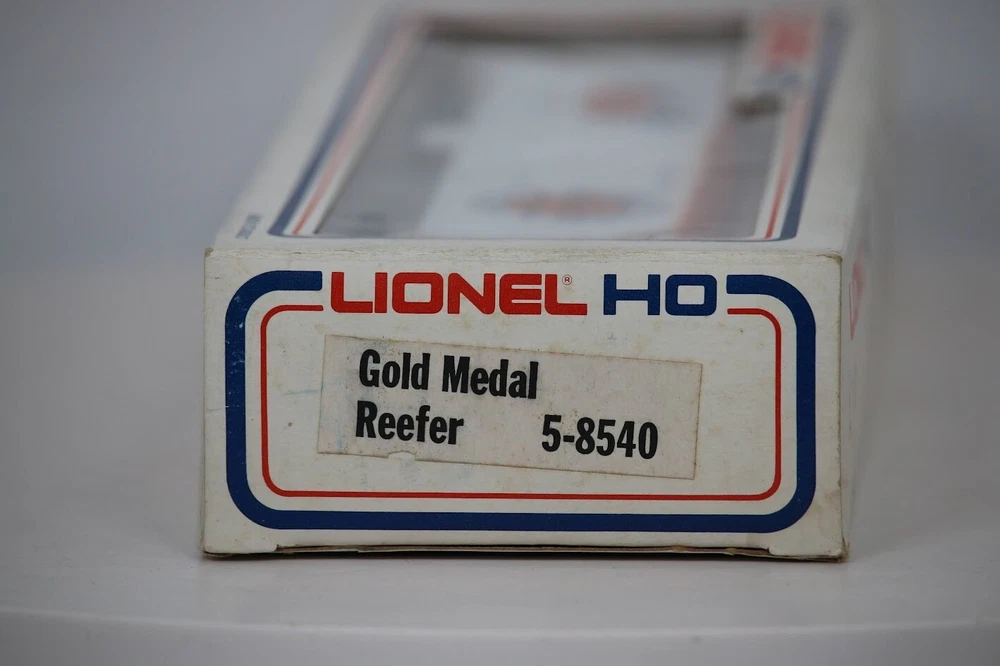 LIONEL® HO
Gold Medal
Reefer 5-8540